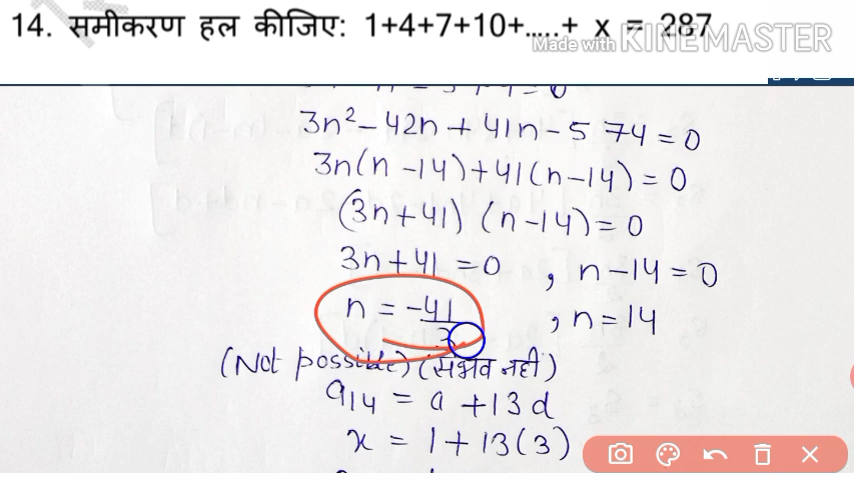 14. समीकरण हल कीजिए: 1+4+7+10+.....+ x = 287
Made with KINEMASTER
3n² - 42n + 41n - 574 = 0
3n(n - 14) + 41(n - 14) = 0
(3n + 41) (n - 14) = 0
3n + 41 = 0 , n - 14 = 0
n = -41/3 , n = 14
(Not possible) (संभव नहीं)
a14 = a + 13d
x = 1 + 13(3)